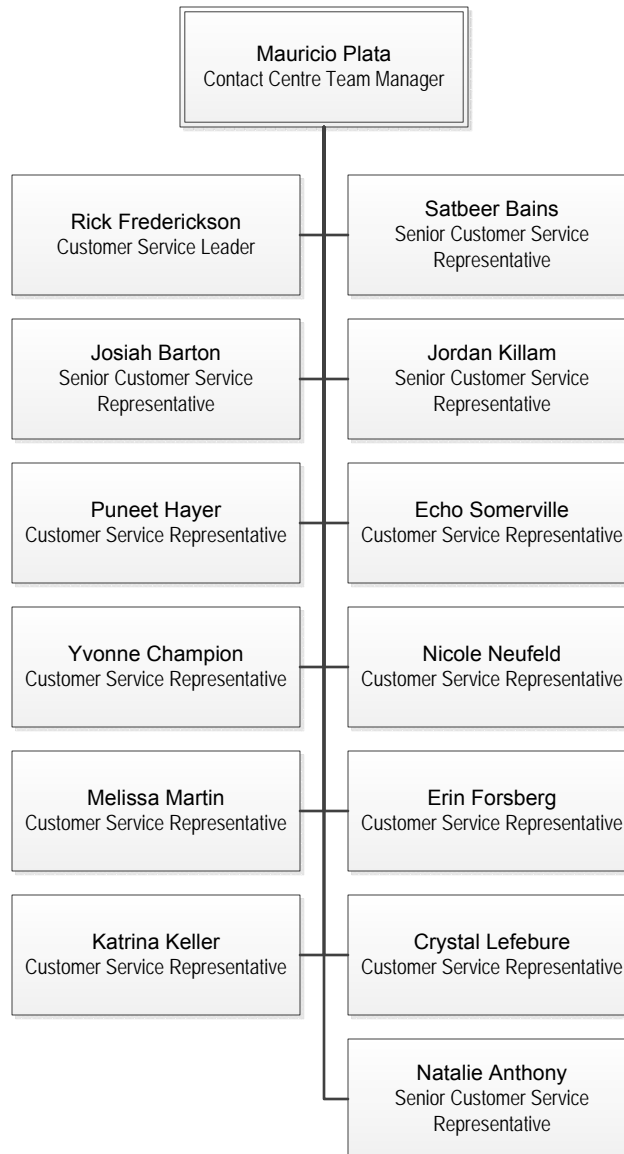 Mauricio Plata
Contact Centre Team Manager
Rick Frederickson
Customer Service Leader
Satbeer Bains
Senior Customer Service
Representative
Josiah Barton
Senior Customer Service
Representative
Jordan Killam
Senior Customer Service
Representative
Puneet Hayer
Customer Service Representative
Echo Somerville
Customer Service Representative
Yvonne Champion
Customer Service Representative
Nicole Neufeld
Customer Service Representative
Melissa Martin
Customer Service Representative
Erin Forsberg
Customer Service Representative
Katrina Keller
Customer Service Representative
Crystal Lefebure
Customer Service Representative
Natalie Anthony
Senior Customer Service
Representative